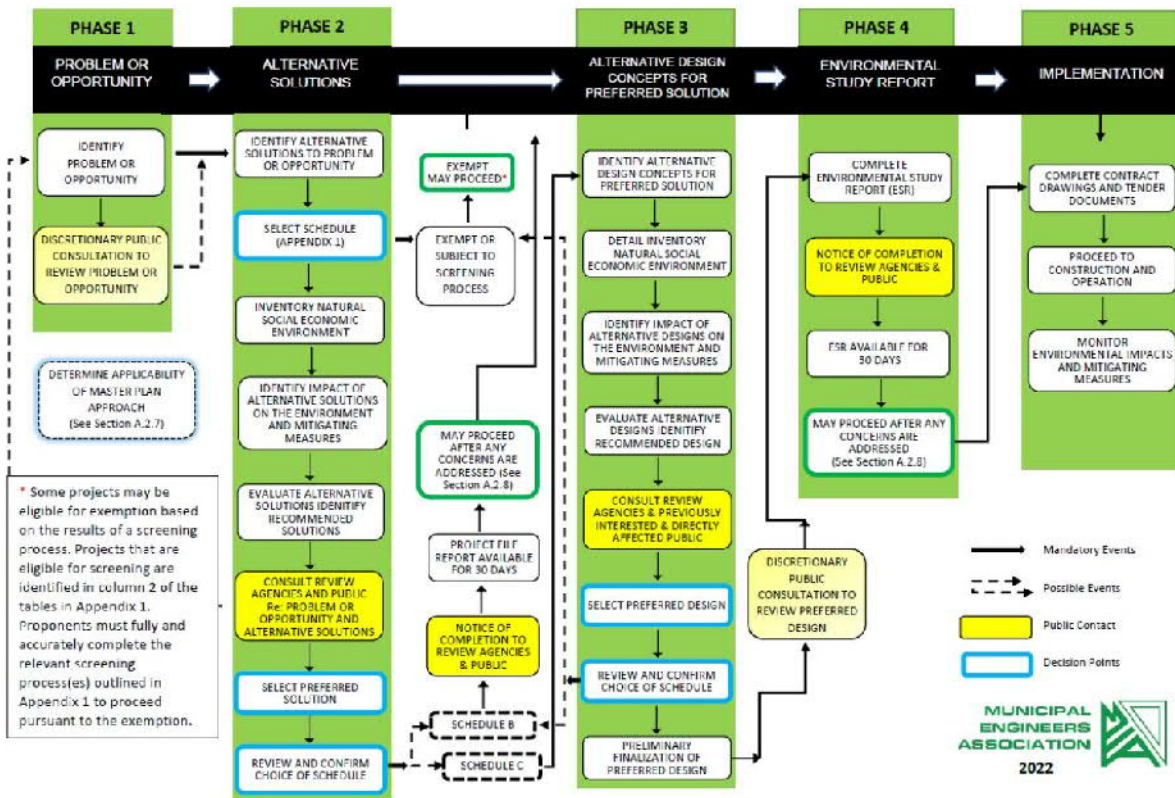 PHASE 1
PROBLEM OR
OPPORTUNITY
IDENTIFY
PROBLEM OR
OPPORTUNITY
DISCRETIONARY PUBLIC
CONSULTATION TO
REVIEW PROBLEM OR
OPPORTUNITY
DETERMINE APPLICABILITY
OF MASTER PLAN
APPROACH
(See Section A.2.7)
* Some projects may be
eligible for exemption based
on the results of a screening
process. Projects that are
eligible for screening are
identified in column 2 of the
tables in Appendix 1.
Proponents must fully and
accurately complete the
relevant screening
process(es) outlined in
Appendix 1 to proceed
pursuant to the exemption.
PHASE 2
ALTERNATIVE
SOLUTIONS
IDENTIFY ALTERNATIVE
SOLUTIONS TO PROBLEM
OR OPPORTUNITY
SELECT SCHEDULE
(APPENDIX 1)
INVENTORY NATURAL
SOCIAL ECONOMIC
ENVIRONMENT
IDENTIFY IMPACT OF
ALTERNATIVE SOLUTIONS
ON THE ENVIRONMENT
AND MITIGATING
MEASURES
EVALUATE ALTERNATIVE
SOLUTIONS IDENTIFY
RECOMMENDED
SOLUTIONS
CONSULT REVIEW
AGENCIES AND PUBLIC
Re: PROBLEM OR
OPPORTUNITY AND
ALTERNATIVE SOLUTIONS
SELECT PREFERRED
SOLUTION
REVIEW AND CONFIRM
CHOICE OF SCHEDULE
EXEMPT
MAY PROCEED*
EXEMPT OR
SUBJECT TO
SCREENING
PROCESS
MAY PROCEED
AFTER ANY
CONCERNS ARE
ADDRESSED (See
Section A.2.8)
PROJECT FILE
REPORT AVAILABLE
FOR 30 DAYS
NOTICE OF
COMPLETION TO
REVIEW AGENCIES
& PUBLIC
SCHEDULE B
SCHEDULE C
PHASE 3
ALTERNATIVE DESIGN
CONCEPTS FOR
PREFERRED SOLUTION
IDENTIFY ALTERNATIVE
DESIGN CONCEPTS FOR
PREFERRED SOLUTION
DETAIL INVENTORY
NATURAL SOCIAL
ECONOMIC ENVIRONMENT
IDENTIFY IMPACT OF
ALTERNATIVE DESIGNS ON
THE ENVIRONMENT AND
MITIGATING MEASURES
EVALUATE ALTERNATIVE
DESIGNS IDENTIFY
RECOMMENDED DESIGN
CONSULT REVIEW
AGENCIES & PREVIOUSLY
INTERESTED & DIRECTLY
AFFECTED PUBLIC
SELECT PREFERRED DESIGN
REVIEW AND CONFIRM
CHOICE OF SCHEDULE
PRELIMINARY
FINALIZATION OF
PREFERRED DESIGN
DISCRETIONARY
PUBLIC
CONSULTATION TO
REVIEW PREFERRED
DESIGN
PHASE 4
ENVIRONMENTAL
STUDY REPORT
COMPLETE
ENVIRONMENTAL STUDY
REPORT (ESR)
NOTICE OF COMPLETION
TO REVIEW AGENCIES &
PUBLIC
ESR AVAILABLE FOR
30 DAYS
MAY PROCEED AFTER ANY
CONCERNS ARE
ADDRESSED
(See Section A.2.8)
PHASE 5
IMPLEMENTATION
COMPLETE CONTRACT
DRAWINGS AND TENDER
DOCUMENTS
PROCEED TO
CONSTRUCTION AND
OPERATION
MONITOR
ENVIRONMENTAL IMPACTS
AND MITIGATING
MEASURES
Mandatory Events
Possible Events
Public Contact
Decision Points
MUNICIPAL
ENGINEERS
ASSOCIATION
2022